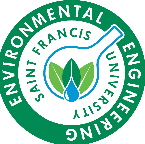 ENVIRONMENTAL ENGINEERING
SAINT FRANCIS UNIVERSITY